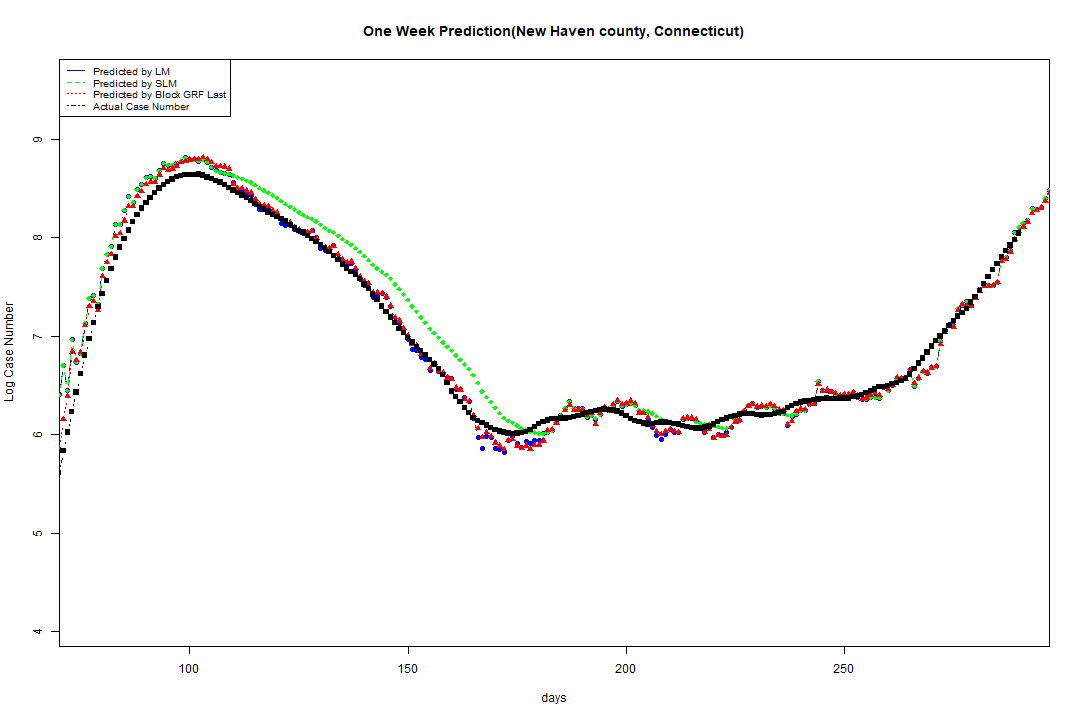 One Week Prediction(New Haven county, Connecticut)
Predicted by LM
Predicted by SLM
Predicted by Block GRF Last
Actual Case Number
9
8
7
6
5
4
Log Case Number
100 150 200 250
days